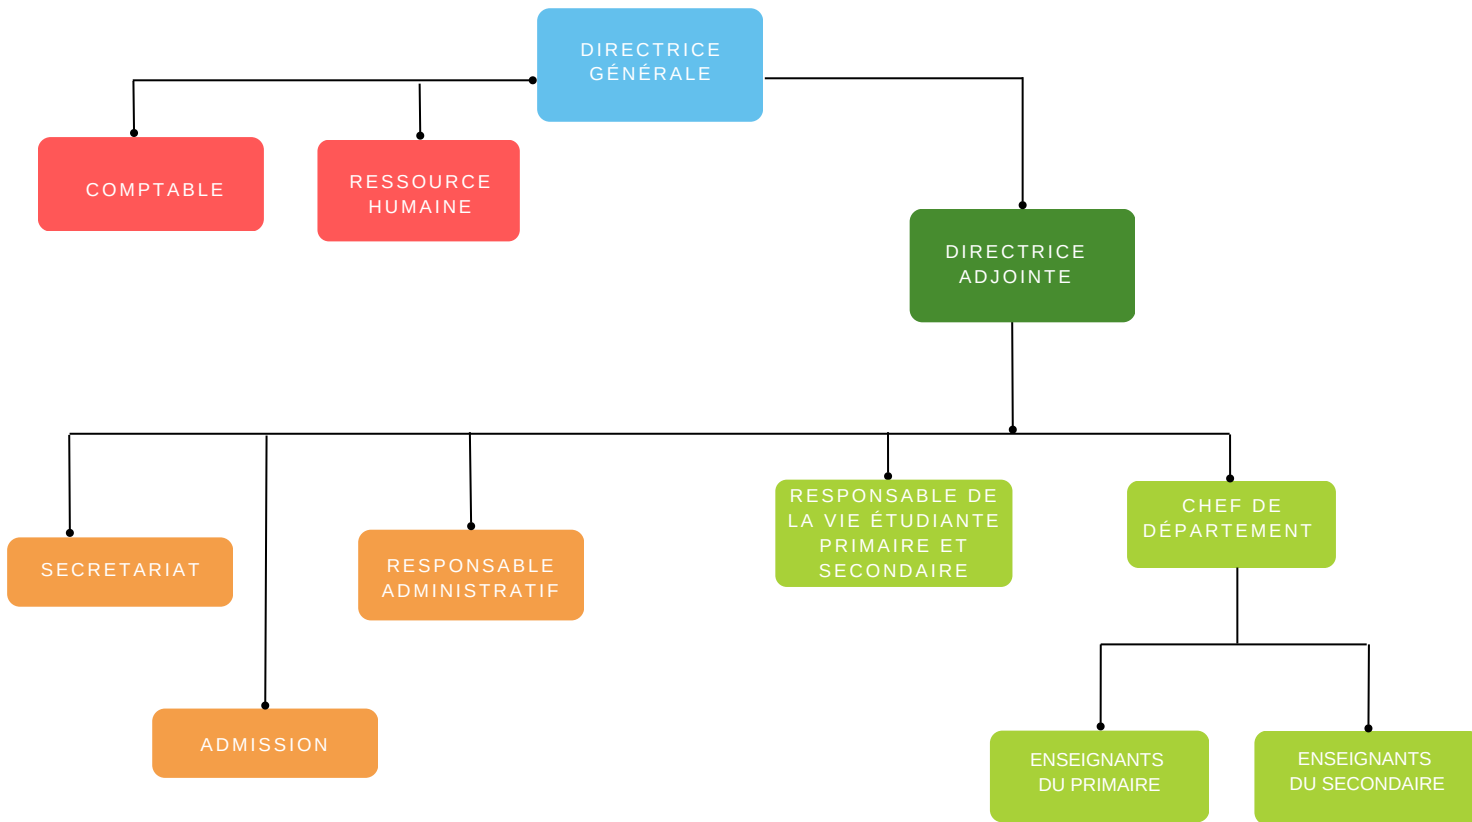 DIRECTRICE
GÉNÉRALE
COMPTABLE
RESSOURCE
HUMAINE
DIRECTRICE
ADJOINTE
SECRETARIAT
ADMISSION
RESPONSABLE
ADMINISTRATIF
RESPONSABLE DE
LA VIE ÉTUDIANTE
PRIMAIRE ET
SECONDAIRE
CHEF DE
DÉPARTEMENT
ENSEIGNANTS
DU PRIMAIRE
ENSEIGNANTS
DU SECONDAIRE